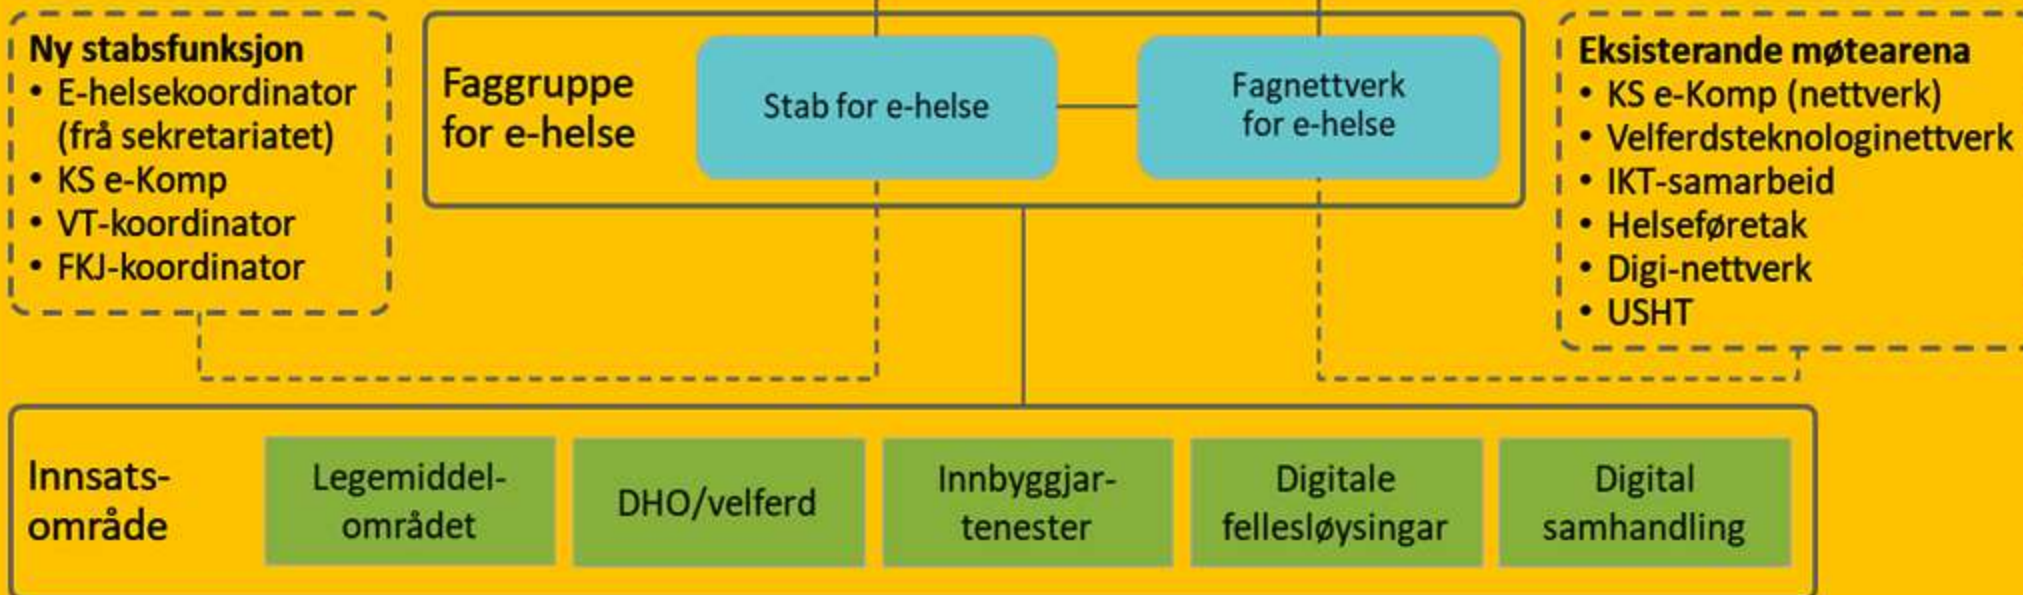 Ny stabsfunksjon
• E-helsekoordinator
(frå sekretariatet)
• KS e-Komp
• VT-koordinator
• FKJ-koordinator
Faggruppe
for e-helse
Stab for e-helse
Fagnettverk
for e-helse
Eksisterande møtearena
• KS e-Komp (nettverk)
• Velferdsteknologinettverk
• IKT-samarbeid
• Helseføretak
• Digi-nettverk
• USHT
Innsats-
område
Legemiddel-
området
DHO/velferd
Innbyggjar-
tenester
Digitale
fellesløysingar
Digital
samhandling